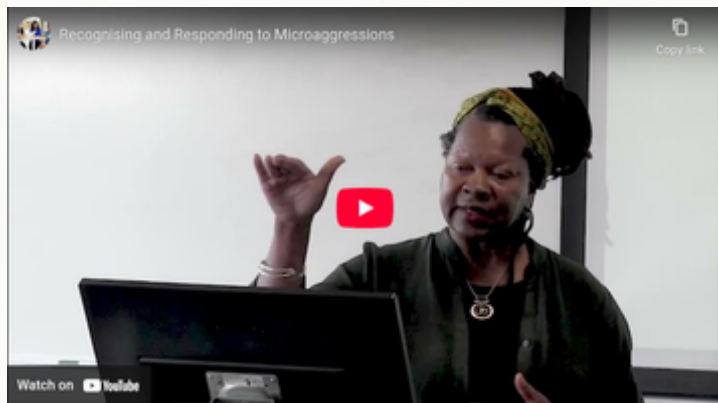 Recognising and Responding to Microaggressions
Copy link
Watch on YouTube